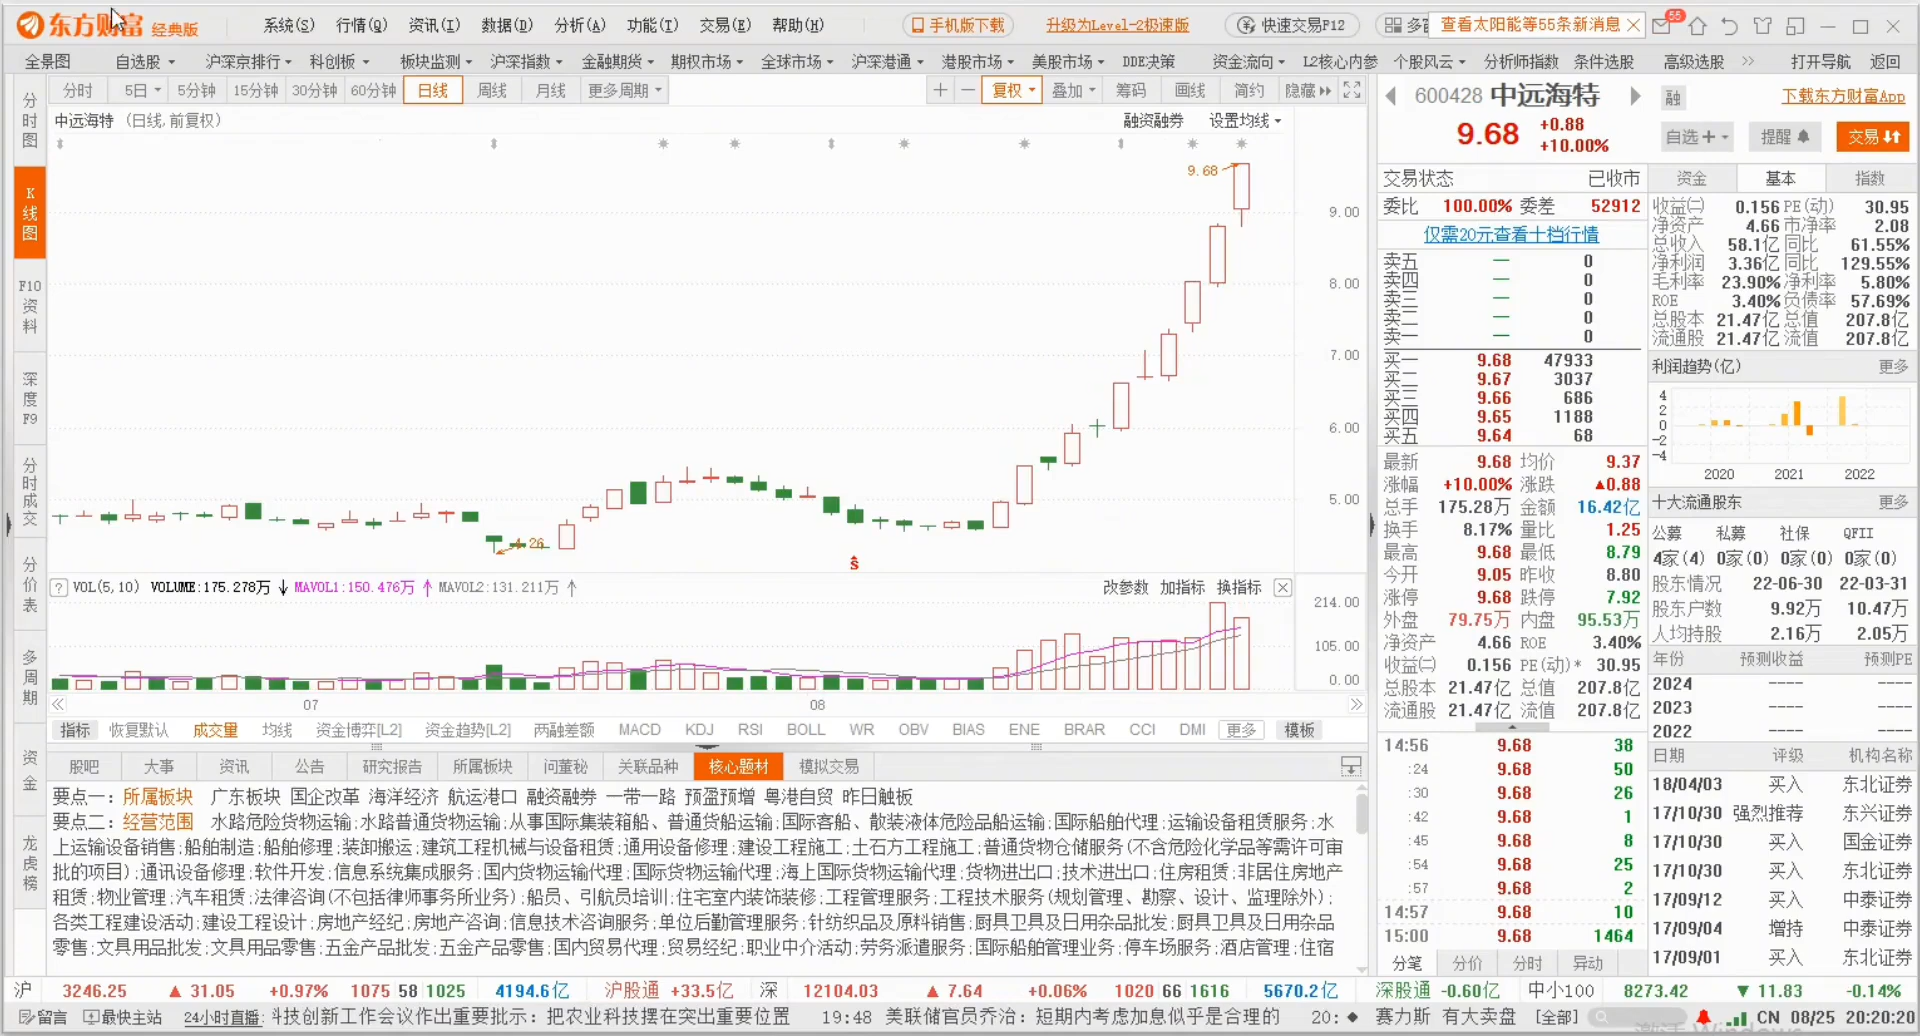 东方财富 经典版 系统(S) 行情(Q) 资讯(I) 数据(D) 分析(A) 功能(T) 交易(E) 帮助(H) 手机版下载 升级为Level-2极速版 快速交易F12 查看太阳能等55条新消息 55
全景图 自选股 沪深京排行 科创板 板块监测 沪深指数 金融期货 期权市场 全球市场 沪深港通 港股市场 美股市场 DDE决策 资金流向 L2核心内参 个股风云 分析师指数 条件选股 高级选股 打开导航 返回
分时 5日 5分钟 15分钟 30分钟 60分钟 日线 周线 月线 更多周期 + — 复权 叠加 筹码 画线 简约 隐藏
中远海特 (日线,前复权) 融资融券 设置均线
分时图
K线图
F10资料
深度F9
分时成交
分价表
多周期
资金
龙虎榜
9.68
9.00
8.00
7.00
6.00
5.00
4.26
VOL(5,10) VOLUME:175.278万 MAVOL1:150.476万 MAVOL2:131.211万 改参数 加指标 换指标
214.00
105.00
0.00
07 08
指标 恢复默认 成交量 均线 资金博弈[L2] 资金趋势[L2] 两融差额 MACD KDJ RSI BOLL WR OBV BIAS ENE BRAR CCI DMI 更多 模板
股吧 大事 资讯 公告 研究报告 所属板块 问董秘 关联品种 核心题材 模拟交易
要点一：所属板块 广东板块 国企改革 海洋经济 航运港口 融资融券 一带一路 预盈预增 粤港自贸 昨日触板
要点二：经营范围 水路危险货物运输;水路普通货物运输;从事国际集装箱船、普通货船运输;国际客船、散装液体危险品船运输;国际船舶代理;运输设备租赁服务;水
上运输设备销售;船舶制造;船舶修理;装卸搬运;建筑工程机械与设备租赁;通用设备修理;建设工程施工;土石方工程施工;普通货物仓储服务(不含危险化学品等需许可审
批的项目);通讯设备修理;软件开发;信息系统集成服务;国内货物运输代理;国际货物运输代理;海上国际货物运输代理;货物进出口;技术进出口;住房租赁;非居住房地产
租赁;物业管理;汽车租赁;法律咨询(不包括律师事务所业务);船员、引航员培训;住宅室内装饰装修;工程管理服务;工程技术服务(规划管理、勘察、设计、监理除外);
各类工程建设活动;建设工程设计;房地产经纪;房地产咨询;信息技术咨询服务;单位后勤管理服务;针纺织品及原料销售;厨具卫具及日用杂品批发;厨具卫具及日用杂品
零售;文具用品批发;文具用品零售;五金产品批发;五金产品零售;国内贸易代理;贸易经纪;职业中介活动;劳务派遣服务;国际船舶管理业务;停车场服务;酒店管理;住宿
600428 中远海特 融 下载东方财富App
9.68 +0.88 +10.00% 自选+ 提醒 交易
交易状态 已收市
委比 100.00% 委差 52912
仅需20元查看十档行情
卖五 — 0
卖四 — 0
卖三 — 0
卖二 — 0
卖一 — 0
买一 9.68 47933
买二 9.67 3037
买三 9.66 686
买四 9.65 1188
买五 9.64 68
最新 9.68 均价 9.37
涨幅 +10.00% 涨跌 ▲0.88
总手 175.28万 金额 16.42亿
换手 8.17% 量比 1.25
最高 9.68 最低 8.79
今开 9.05 昨收 8.80
涨停 9.68 跌停 7.92
外盘 79.75万 内盘 95.53万
净资产 4.66 ROE 3.40%
收益㈡ 0.156 PE(动)* 30.95
总股本 21.47亿 总值 207.8亿
流通股 21.47亿 流值 207.8亿
14:56 9.68 38
:24 9.68 50
:30 9.68 26
:42 9.68 1
:45 9.68 8
:54 9.68 25
:57 9.68 2
14:57 9.68 10
15:00 9.68 1464
分笔 分价 分时 异动
资金 基本 指数
收益㈡ 0.156 PE(动) 30.95
净资产 4.66 市净率 2.08
总收入 58.1亿 同比 61.55%
净利润 3.36亿 同比 129.55%
毛利率 23.90% 净利率 5.80%
ROE 3.40% 负债率 57.69%
总股本 21.47亿 总值 207.8亿
流通股 21.47亿 流值 207.8亿
利润趋势(亿) 更多
4
2
0
-2
-4
2020 2021 2022
十大流通股东 更多
公募 私募 社保 QFII
4家(4) 0家(0) 0家(0) 0家(0)
股东情况 22-06-30 22-03-31
股东户数 9.92万 10.47万
人均持股 2.16万 2.05万
年份 预测收益 预测PE
2024 ---- ----
2023 ---- ----
2022 ---- ----
日期 评级 机构名称
18/04/03 买入 东北证券
17/10/30 强烈推荐 东兴证券
17/10/30 买入 国金证券
17/10/30 买入 东北证券
17/09/12 买入 中泰证券
17/09/04 增持 中泰证券
17/09/01 买入 东北证券
沪 3246.25 ▲ 31.05 +0.97% 1075 58 1025 4194.6亿 沪股通 +33.5亿 深 12104.03 ▲ 7.64 +0.06% 1020 66 1616 5670.2亿 深股通 -0.60亿 中小100 8273.42 ▼ 11.83 -0.14%
留言 最快主站 24小时直播: 斗技创新工作会议作出重要批示：把农业科技摆在突出重要位置 19:48 美联储官员乔治：短期内考虑加息似乎是合理的 20: 赛力斯 有大卖盘 [全部] CN 08/25 20:20:20